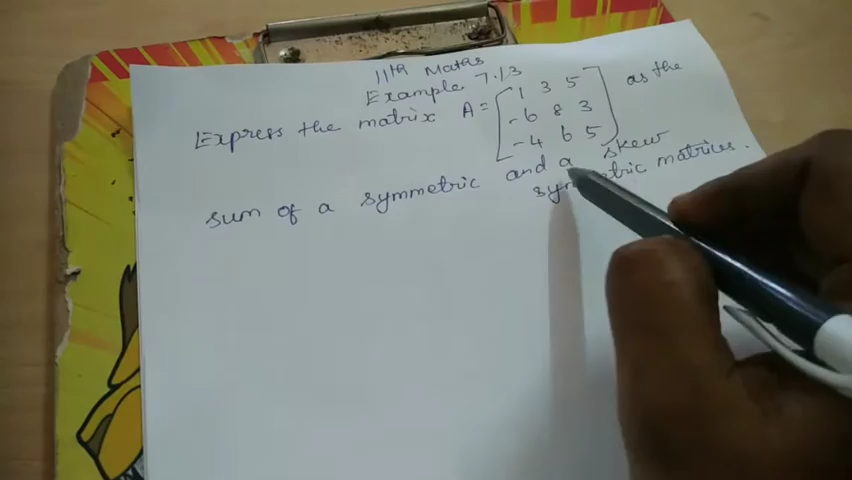 11th Maths
Example 7.13
Express the matrix A = [1 3 5 as the
-6 8 3
-4 6 5]
sum of a symmetric and a skew
symmetric matrices.